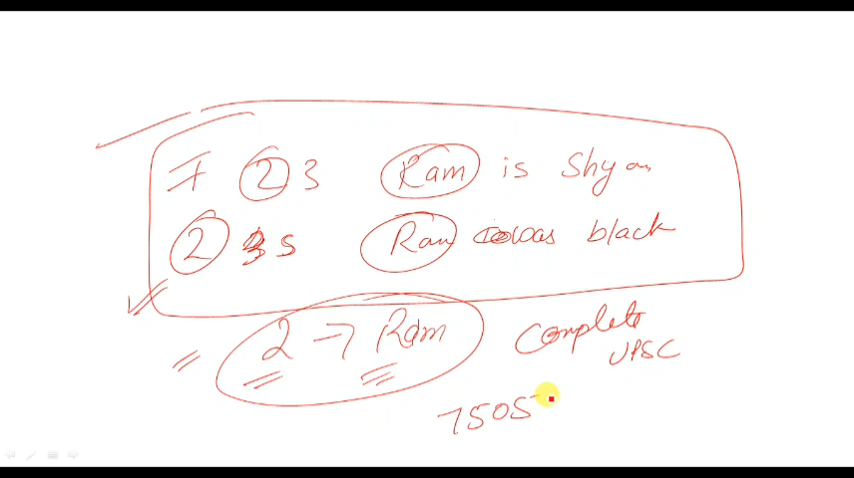 7 2 3 Ram is Shyam
2 5 Ram was black
2 → Ram
Complete
UPSC
7505